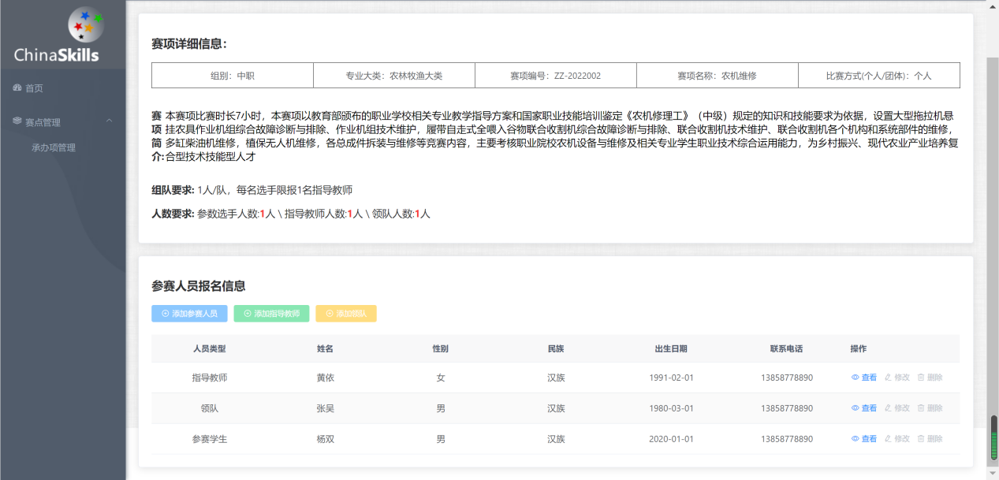 ChinaSkills
首页
赛点管理
承办项管理
赛项详细信息：
组别：中职 专业大类：农林牧渔大类 赛项编号：ZZ-2022002 赛项名称：农机维修 比赛方式(个人/团体)：个人
赛项简介: 本赛项比赛时长7小时，本赛项以教育部颁布的职业学校相关专业教学指导方案和国家职业技能培训鉴定《农机修理工》（中级）规定的知识和技能要求为依据，设置大型拖拉机悬
挂农具作业机组综合故障诊断与排除、作业机组技术维护，履带自走式全喂入谷物联合收割机综合故障诊断与排除、联合收割机技术维护、联合收割机各个机构和系统部件的维修，
多缸柴油机维修，植保无人机维修，各总成件拆装与维修等竞赛内容，主要考核职业院校农机设备与维修及相关专业学生职业技术综合运用能力，为乡村振兴、现代农业产业培养复
合型技术技能型人才
组队要求: 1人/队，每名选手限报1名指导教师
人数要求: 参数选手人数:1人 \ 指导教师人数:1人 \ 领队人数:1人
参赛人员报名信息
添加参赛人员 添加指导教师 添加领队
人员类型 姓名 性别 民族 出生日期 联系电话 操作
指导教师 黄依 女 汉族 1991-02-01 13858778890 查看 修改 删除
领队 张吴 男 汉族 1980-03-01 13858778890 查看 修改 删除
参赛学生 杨双 男 汉族 2020-01-01 13858778890 查看 修改 删除